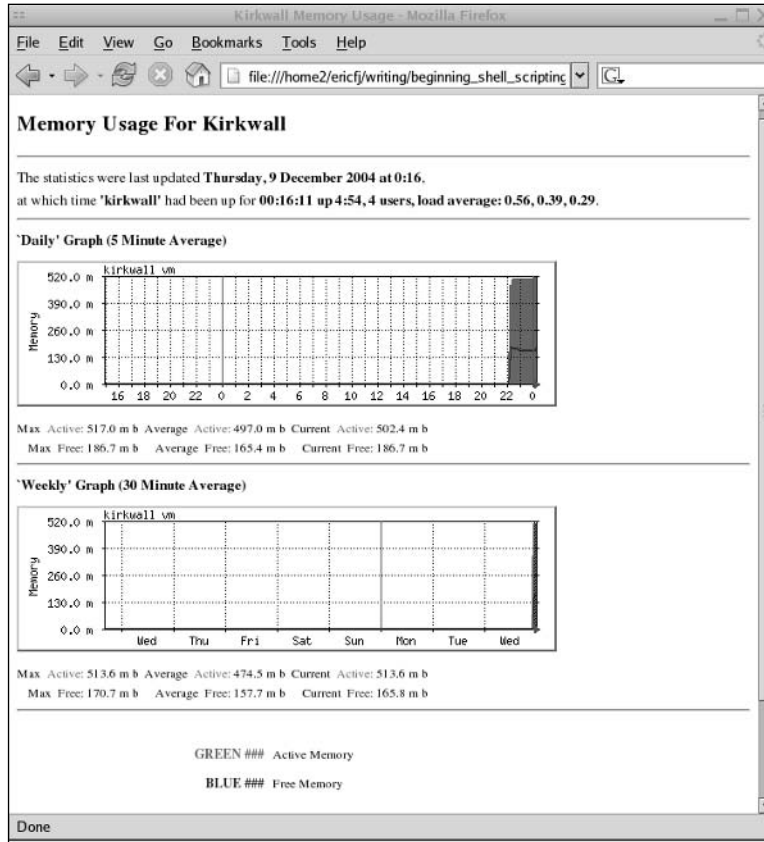 Kirkwall Memory Usage - Mozilla Firefox
File Edit View Go Bookmarks Tools Help
file:///home2/ericfj/writing/beginning_shell_scripting
G
Memory Usage For Kirkwall
The statistics were last updated Thursday, 9 December 2004 at 0:16,
at which time 'kirkwall' had been up for 00:16:11 up 4:54, 4 users, load average: 0.56, 0.39, 0.29.
`Daily' Graph (5 Minute Average)
kirkwall vm
520.0 m
390.0 m
260.0 m
130.0 m
0.0 m
Memory
16 18 20 22 0 2 4 6 8 10 12 14 16 18 20 22 0
Max Active: 517.0 m b Average Active: 497.0 m b Current Active: 502.4 m b
Max Free: 186.7 m b Average Free: 165.4 m b Current Free: 186.7 m b
`Weekly' Graph (30 Minute Average)
kirkwall vm
520.0 m
390.0 m
260.0 m
130.0 m
0.0 m
Memory
Wed Thu Fri Sat Sun Mon Tue Wed
Max Active: 513.6 m b Average Active: 474.5 m b Current Active: 513.6 m b
Max Free: 170.7 m b Average Free: 157.7 m b Current Free: 165.8 m b
GREEN ### Active Memory
BLUE ### Free Memory
Done